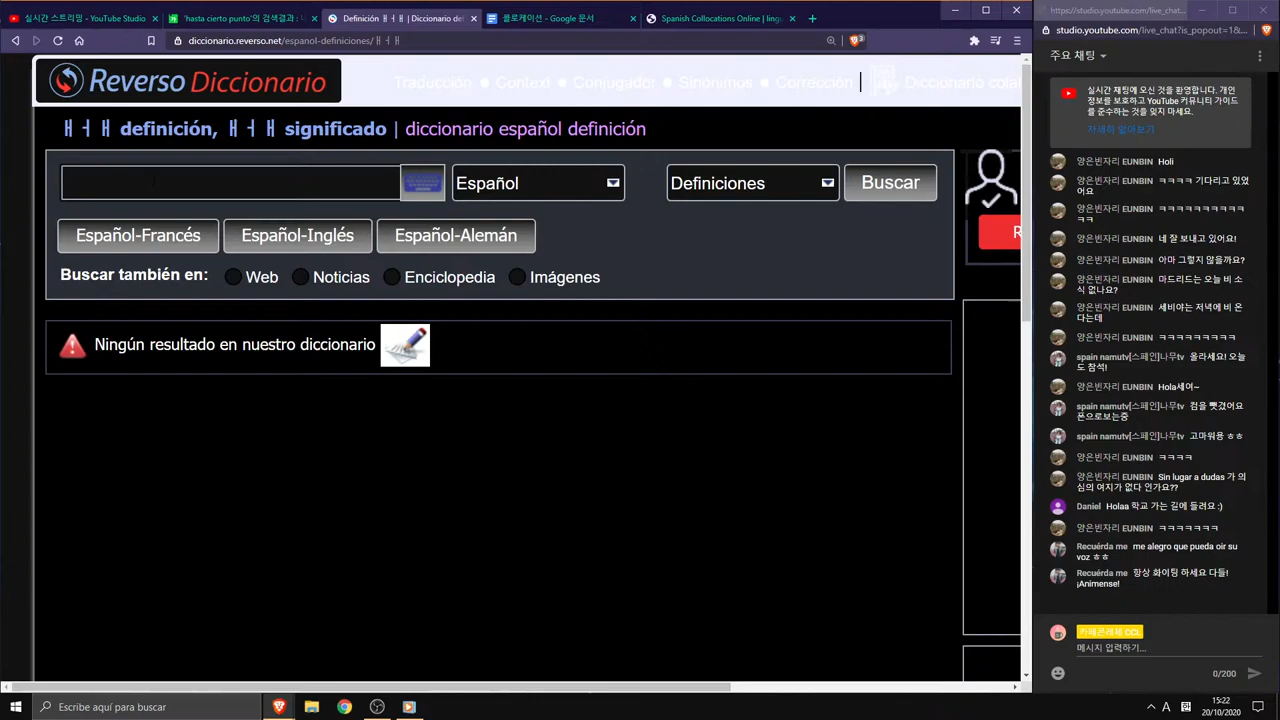 실시간 스트리밍 - YouTube Studio
'hasta cierto punto'의 검색결과 : 네
Definición ㅐㅓㅐ | Diccionario def
콜로케이션 - Google 문서
Spanish Collocations Online | lingu
diccionario.reverso.net/espanol-definiciones/ㅐㅓㅐ
Reverso Diccionario
Traducción Context Conjugador Sinónimos Corrección Diccionario cola
ㅐㅓㅐ definición, ㅐㅓㅐ significado | diccionario español definición
Español
Definiciones
Buscar
Español-Francés
Español-Inglés
Español-Alemán
Buscar también en: Web Noticias Enciclopedia Imágenes
R
Ningún resultado en nuestro diccionario
https://studio.youtube.com/live_chat...
studio.youtube.com/live_chat?is_popout=1&...
주요 채팅
실시간 채팅에 오신 것을 환영합니다. 개인
정보를 보호하고 YouTube 커뮤니티 가이드
를 준수하는 것을 잊지 마세요.
자세히 알아보기
양은빈자리 EUNBIN Holi
양은빈자리 EUNBIN ㅋㅋㅋㅋ 기다리고 있었
어요
양은빈자리 EUNBIN ㅋㅋㅋㅋㅋㅋㅋㅋㅋㅋ
ㅋㅋ
양은빈자리 EUNBIN 네 잘 보내고 있어요!
양은빈자리 EUNBIN 아마 그렇지 않을까요?
양은빈자리 EUNBIN 마드리드는 오늘 비 소
식 없나요?
양은빈자리 EUNBIN 세비야는 저녁에 비 온
다는데
양은빈자리 EUNBIN ㅋㅋㅋㅋㅋㅋㅋㅋㅋ
spain namutv[스페인]나무tv 올라세요! 오늘
도 참석!
양은빈자리 EUNBIN Hola세여~
spain namutv[스페인]나무tv 컴을 뺏겼어요
폰으로보는중
spain namutv[스페인]나무tv 고마워용 ㅎㅎ
양은빈자리 EUNBIN ㅋㅋㅋㅋ
양은빈자리 EUNBIN Sin lugar a dudas 가 의
심의 여지가 없다 인가요??
Daniel Holaa 학교 가는 길에 들러요 :)
양은빈자리 EUNBIN ㅋㅋㅋㅋㅋㅋㅋ
Recuérda me me alegro que pueda oir su
voz ㅎㅎ
Recuérda me 항상 화이팅 하세요 다들!
¡Anímense!
카페콘레체 CCL
메시지 입력하기...
0/200
Escribe aquí para buscar
A
15:22
20/10/2020